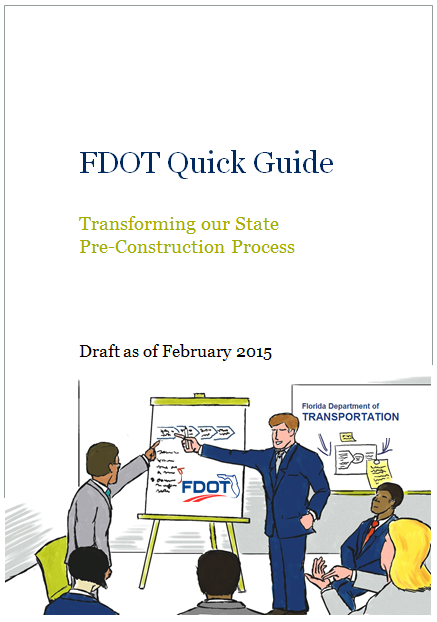 FDOT Quick Guide
Transforming our State
Pre-Construction Process
Draft as of February 2015
Florida Department of
TRANSPORTATION
FDOT